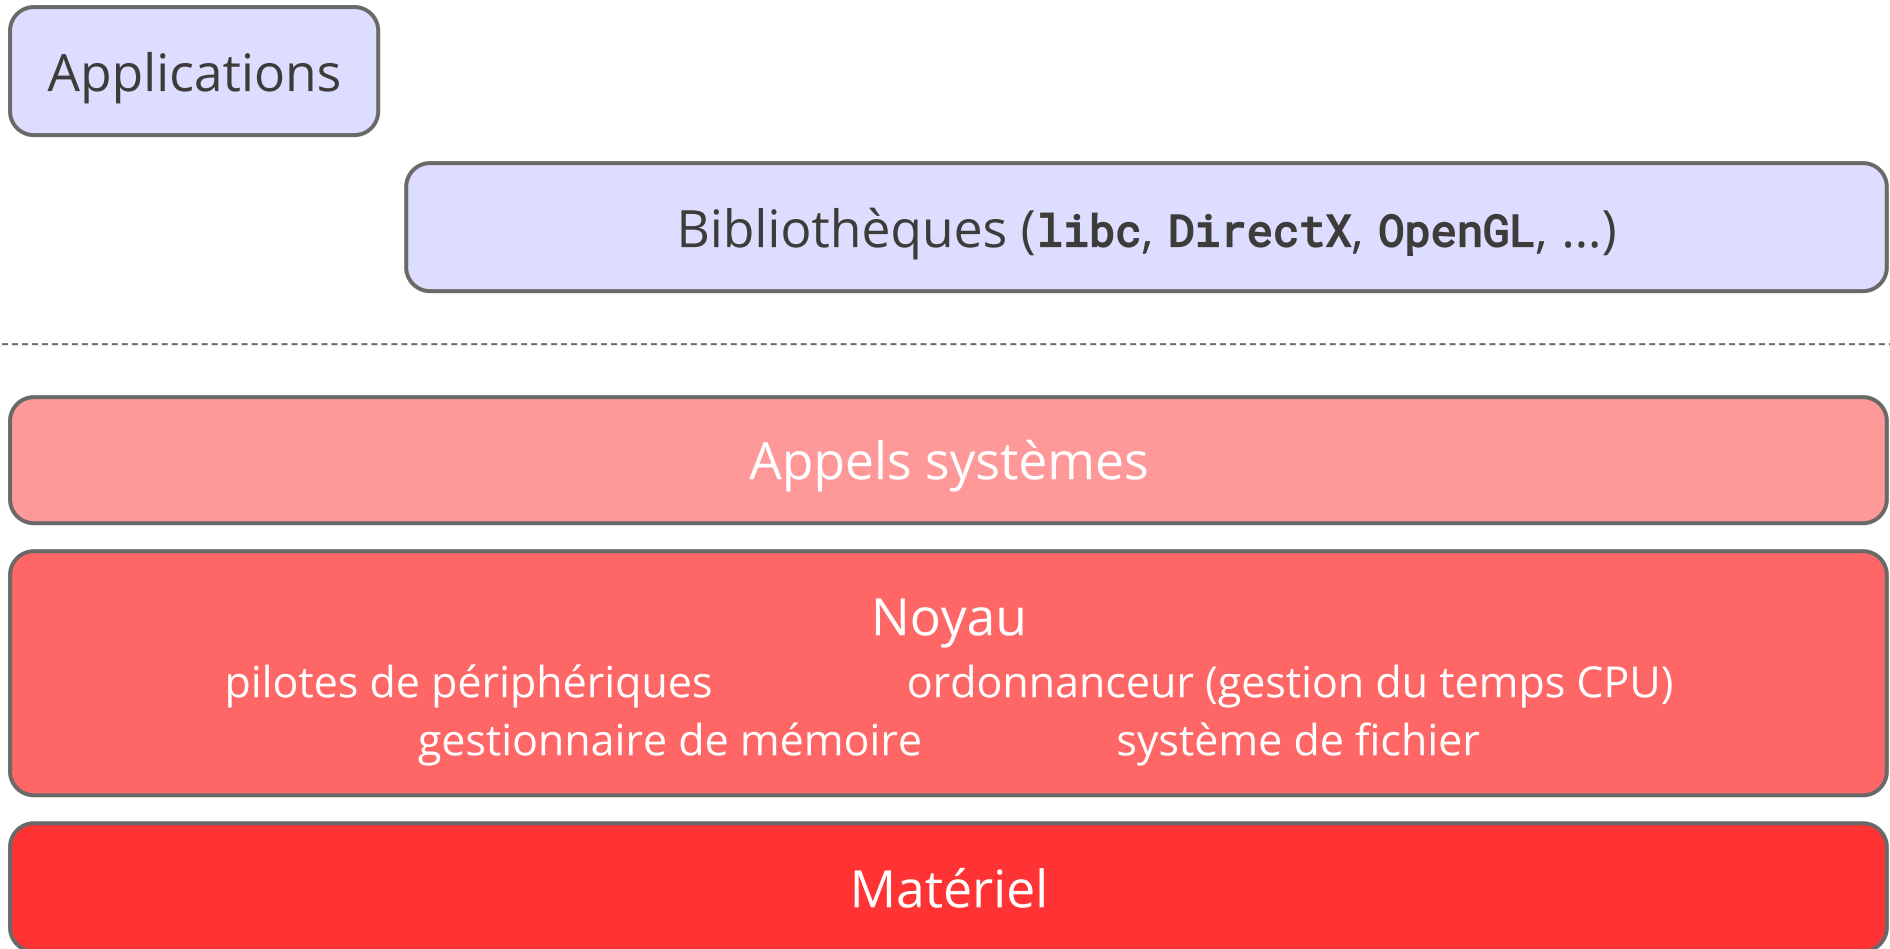 Applications
Bibliothèques (libc, DirectX, OpenGL, ...)
Appels systèmes
Noyau
pilotes de périphériques ordonnanceur (gestion du temps CPU)
gestionnaire de mémoire système de fichier
Matériel